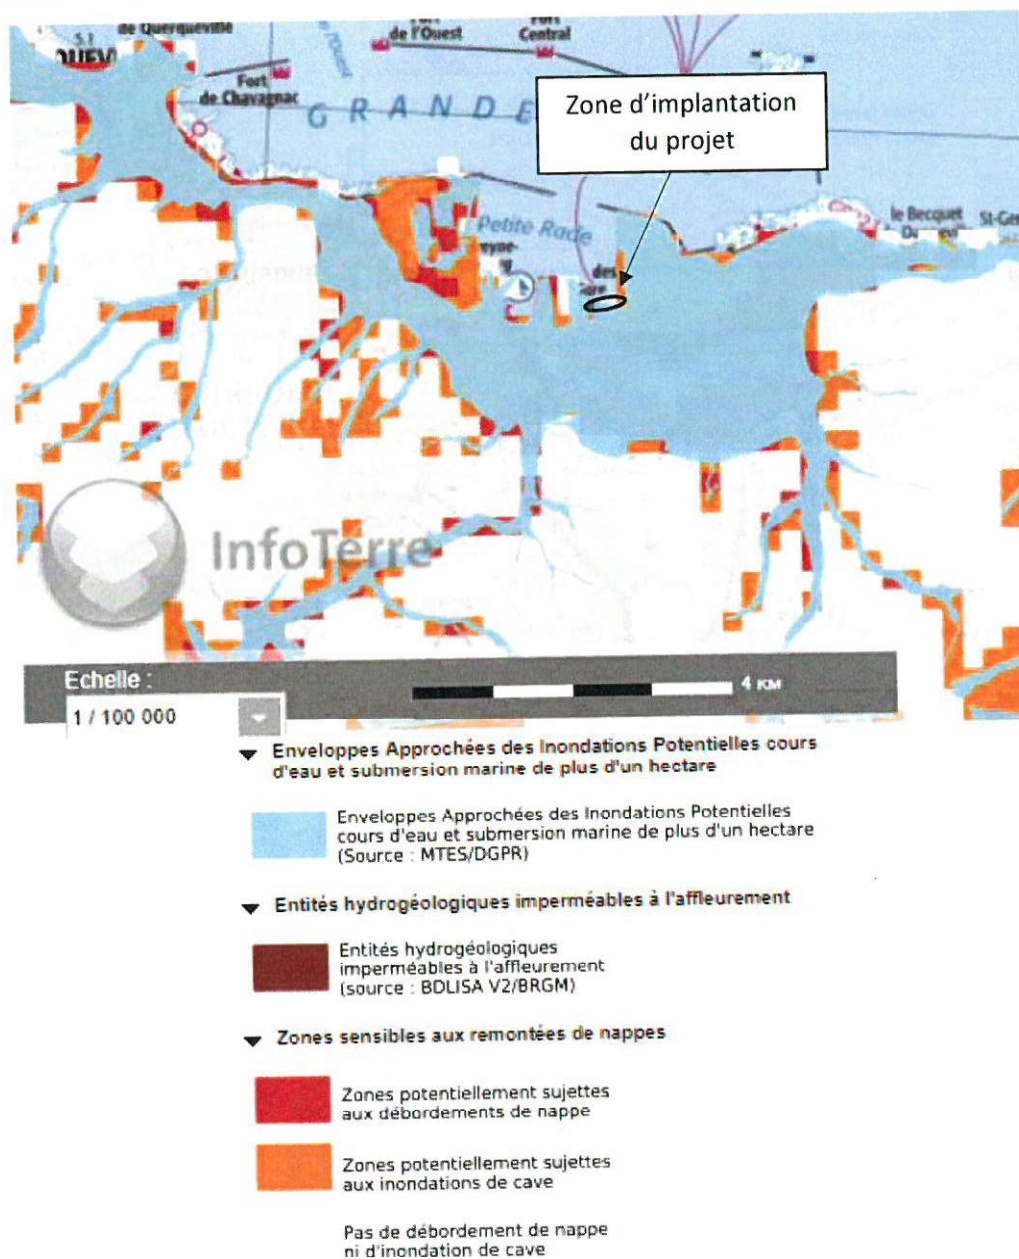 5.1
de Querqueville
de l'Ouest
Fort
Central
Fort
de Chavagnac
GRANDE
Zone d'implantation
du projet
le Becquet
Petite Rade
des
InfoTerre
Echelle :
1 / 100 000
4 KM
Enveloppes Approchées des Inondations Potentielles cours
d'eau et submersion marine de plus d'un hectare
Enveloppes Approchées des Inondations Potentielles
cours d'eau et submersion marine de plus d'un hectare
(Source : MTES/DGPR)
Entités hydrogéologiques imperméables à l'affleurement
Entités hydrogéologiques
imperméables à l'affleurement
(source : BDLISA V2/BRGM)
Zones sensibles aux remontées de nappes
Zones potentiellement sujettes
aux débordements de nappe
Zones potentiellement sujettes
aux inondations de cave
Pas de débordement de nappe
ni d'inondation de cave